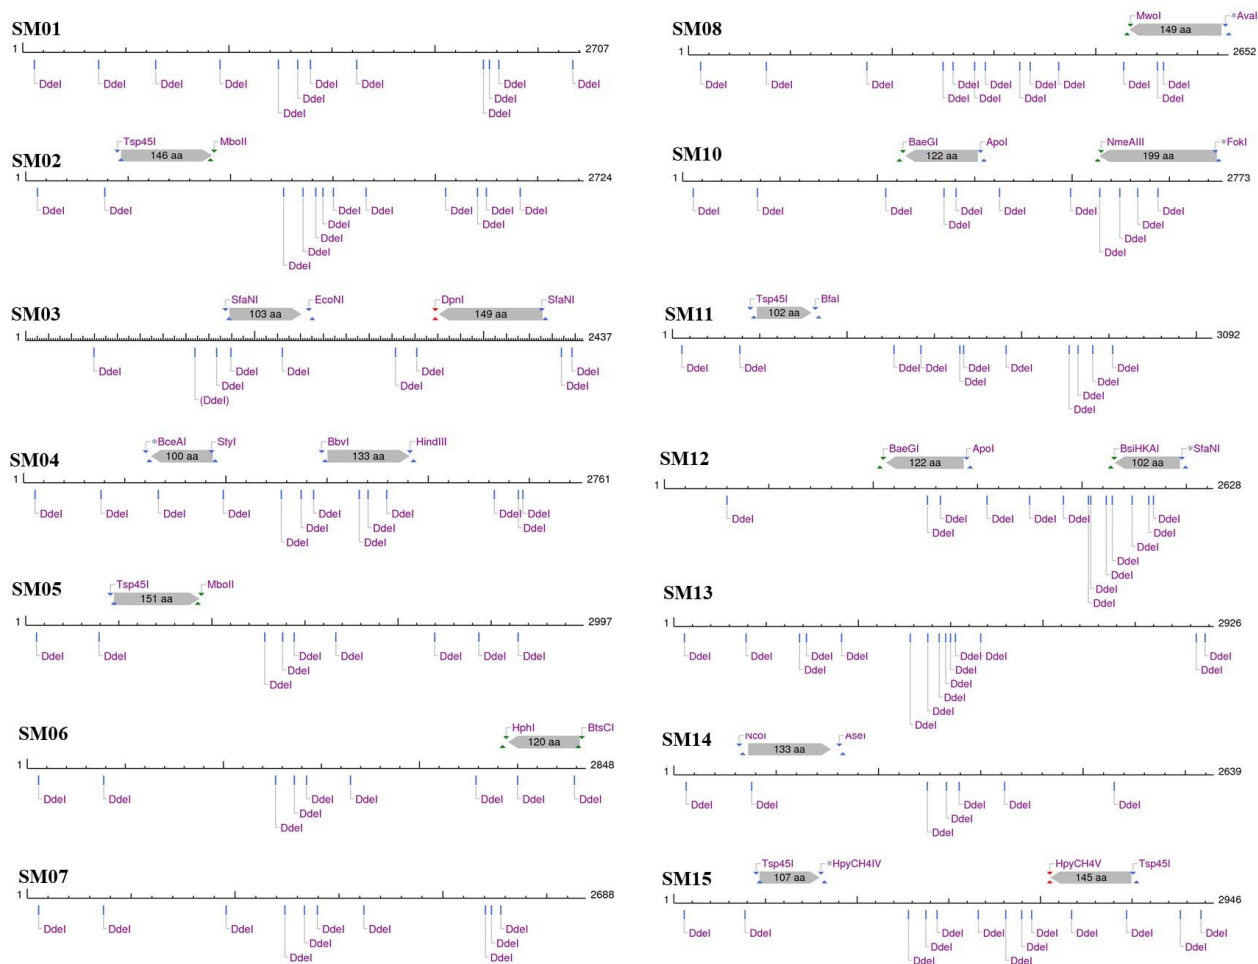 SM01
1 2707
DdeI DdeI DdeI DdeI DdeI DdeI DdeI DdeI
DdeI DdeI
DdeI DdeI
Tsp45I MboII
146 aa
SM02
1 2724
DdeI DdeI DdeI DdeI DdeI DdeI DdeI
DdeI DdeI
DdeI
DdeI
DdeI
SfaNI EcoNI DpnI SfaNI
103 aa 149 aa
SM03
1 2437
DdeI DdeI DdeI DdeI DdeI
DdeI DdeI DdeI
(DdeI)
*BceAI StyI BbvI HindIII
100 aa 133 aa
SM04
1 2761
DdeI DdeI DdeI DdeI DdeI DdeI DdeI DdeI
DdeI DdeI DdeI
DdeI DdeI
Tsp45I MboII
151 aa
SM05
1 2997
DdeI DdeI DdeI DdeI DdeI DdeI DdeI
DdeI
DdeI
HphI BtsCI
120 aa
SM06
1 2848
DdeI DdeI DdeI DdeI DdeI DdeI DdeI
DdeI
DdeI
SM07
1 2688
DdeI DdeI DdeI DdeI DdeI DdeI
DdeI DdeI
DdeI DdeI
MwoI *AvaI
149 aa
SM08
1 2652
DdeI DdeI DdeI DdeI DdeI DdeI DdeI DdeI DdeI
DdeI DdeI DdeI DdeI
BaeGI ApoI NmeAIII *FokI
122 aa 199 aa
SM10
1 2773
DdeI DdeI DdeI DdeI DdeI DdeI DdeI
DdeI DdeI
DdeI
DdeI
Tsp45I BfaI
102 aa
SM11
1 3092
DdeI DdeI DdeI DdeI DdeI DdeI DdeI
DdeI DdeI
DdeI
DdeI
BaeGI ApoI BsiHKAI *SfaNI
122 aa 102 aa
SM12
1 2628
DdeI DdeI DdeI DdeI DdeI DdeI
DdeI DdeI
DdeI
DdeI
DdeI
DdeI
DdeI
SM13
1 2926
DdeI DdeI DdeI DdeI DdeI DdeI DdeI
DdeI DdeI DdeI
DdeI
DdeI
DdeI
DdeI
NcoI AseI
133 aa
SM14
1 2639
DdeI DdeI DdeI DdeI DdeI
DdeI
DdeI
Tsp45I *HpyCH4IV HpyCH4V Tsp45I
107 aa 145 aa
SM15
1 2946
DdeI DdeI DdeI DdeI DdeI DdeI DdeI DdeI
DdeI DdeI DdeI
DdeI DdeI